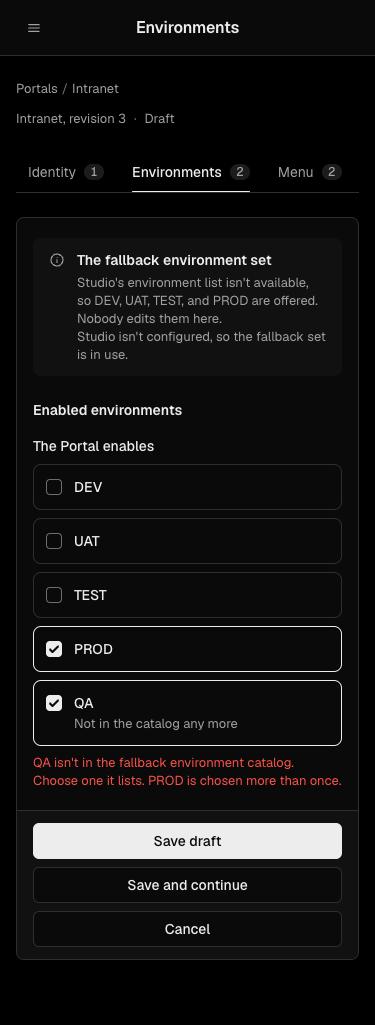 Environments
Portals / Intranet
Intranet, revision 3 · Draft
Identity 1 Environments 2 Menu 2
The fallback environment set
Studio's environment list isn't available,
so DEV, UAT, TEST, and PROD are offered.
Nobody edits them here.
Studio isn't configured, so the fallback set
is in use.
Enabled environments
The Portal enables
DEV
UAT
TEST
PROD
QA
Not in the catalog any more
QA isn't in the fallback environment catalog.
Choose one it lists. PROD is chosen more than once.
Save draft
Save and continue
Cancel